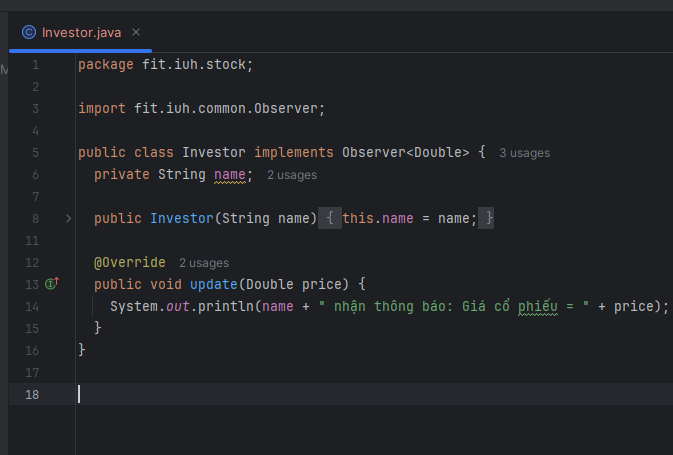 Investor.java
1 package fit.iuh.stock;
2
3 import fit.iuh.common.Observer;
4
5 public class Investor implements Observer<Double> { 3 usages
6 private String name; 2 usages
7
8 public Investor(String name) { this.name = name; }
11
12 @Override 2 usages
13 public void update(Double price) {
14 System.out.println(name + " nhận thông báo: Giá cổ phiếu = " + price);
15 }
16 }
17
18